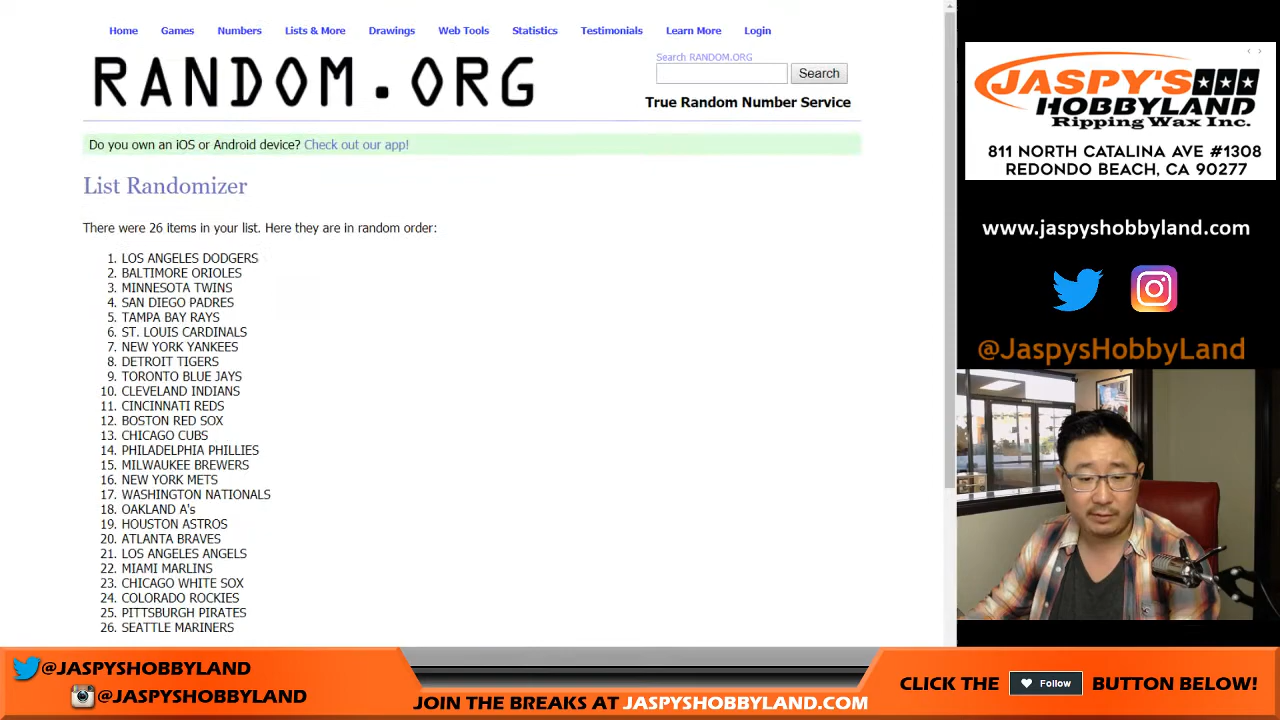 Home Games Numbers Lists & More Drawings Web Tools Statistics Testimonials Learn More Login
RANDOM.ORG
Search RANDOM.ORG
Search
True Random Number Service
Do you own an iOS or Android device? Check out our app!
List Randomizer
There were 26 items in your list. Here they are in random order:
1. LOS ANGELES DODGERS
2. BALTIMORE ORIOLES
3. MINNESOTA TWINS
4. SAN DIEGO PADRES
5. TAMPA BAY RAYS
6. ST. LOUIS CARDINALS
7. NEW YORK YANKEES
8. DETROIT TIGERS
9. TORONTO BLUE JAYS
10. CLEVELAND INDIANS
11. CINCINNATI REDS
12. BOSTON RED SOX
13. CHICAGO CUBS
14. PHILADELPHIA PHILLIES
15. MILWAUKEE BREWERS
16. NEW YORK METS
17. WASHINGTON NATIONALS
18. OAKLAND A's
19. HOUSTON ASTROS
20. ATLANTA BRAVES
21. LOS ANGELES ANGELS
22. MIAMI MARLINS
23. CHICAGO WHITE SOX
24. COLORADO ROCKIES
25. PITTSBURGH PIRATES
26. SEATTLE MARINERS
JASPY'S
HOBBYLAND
Ripping Wax Inc.
811 NORTH CATALINA AVE #1308
REDONDO BEACH, CA 90277
www.jaspyshobbyland.com
@JaspysHobbyLand
@JASPYSHOBBYLAND
@JASPYSHOBBYLAND
JOIN THE BREAKS AT JASPYSHOBBYLAND.COM
CLICK THE Follow BUTTON BELOW!